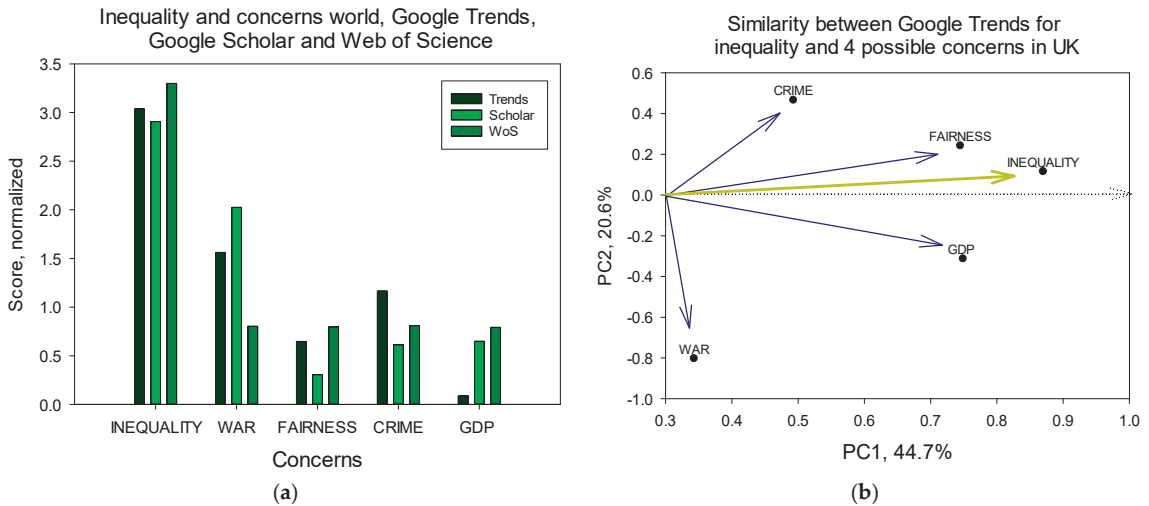 Inequality and concerns world, Google Trends,
Google Scholar and Web of Science
3.5
3.0
2.5
2.0
1.5
1.0
0.5
0.0
Score, normalized
Trends
Scholar
WoS
INEQUALITY WAR FAIRNESS CRIME GDP
Concerns
(a)
Similarity between Google Trends for
inequality and 4 possible concerns in UK
0.6
0.4
0.2
0.0
-0.2
-0.4
-0.6
-0.8
-1.0
PC2, 20.6%
CRIME
FAIRNESS
INEQUALITY
GDP
WAR
0.3 0.4 0.5 0.6 0.7 0.8 0.9 1.0
PC1, 44.7%
(b)